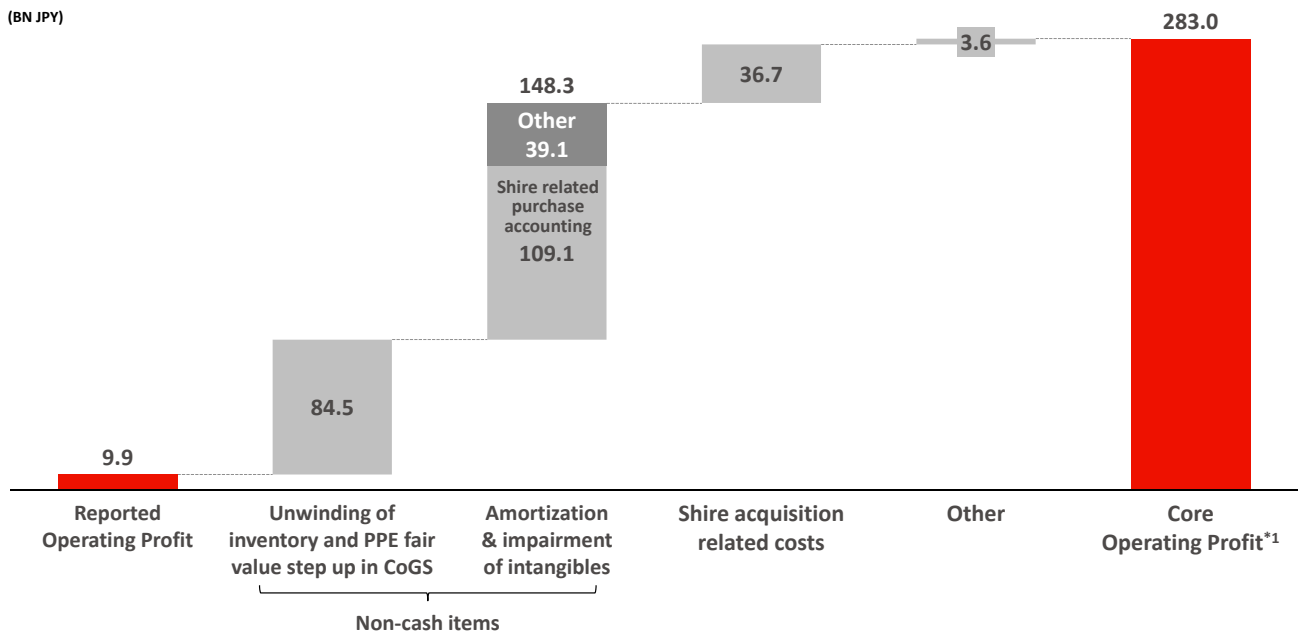 (BN JPY)
9.9
84.5
148.3
Other
39.1
Shire related
purchase
accounting
109.1
36.7
3.6
283.0
Reported
Operating Profit
Unwinding of
inventory and PPE fair
value step up in CoGS
Amortization
& impairment
of intangibles
Shire acquisition
related costs
Other
Core
Operating Profit*1
Non-cash items